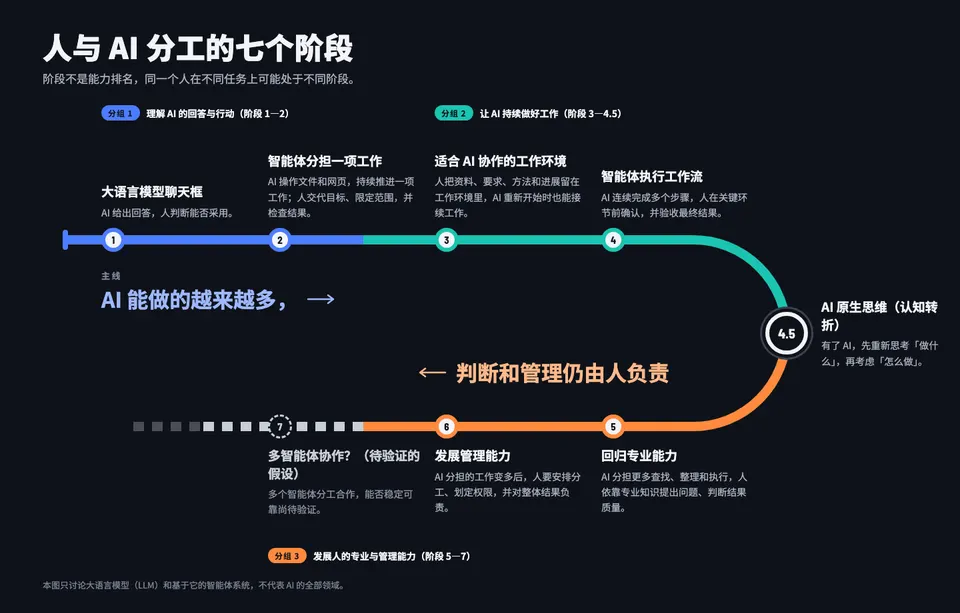 人与 AI 分工的七个阶段
阶段不是能力排名，同一个人在不同任务上可能处于不同阶段。
分组 1 理解 AI 的回答与行动（阶段 1—2）
分组 2 让 AI 持续做好工作（阶段 3—4.5）
大语言模型聊天框
AI 给出回答，人判断能否采用。
1
智能体分担一项工作
AI 操作文件和网页，持续推进一项
工作；人交代目标、限定范围，并
检查结果。
2
适合 AI 协作的工作环境
人把资料、要求、方法和进展留在
工作环境里，AI 重新开始时也能接
续工作。
3
智能体执行工作流
AI 连续完成多个步骤，人在关键环
节前确认，并验收最终结果。
4
主线
AI 能做的越来越多， →
4.5
AI 原生思维（认知转
折）
有了 AI，先重新思考「做什
么」，再考虑「怎么做」。
← 判断和管理仍由人负责
7
多智能体协作？（待验证的
假设）
多个智能体分工合作，能否稳定可
靠尚待验证。
6
发展管理能力
AI 分担的工作变多后，人要安排分
工、划定权限，并对整体结果负
责。
5
回归专业能力
AI 分担更多查找、整理和执行，人
依靠专业知识提出问题、判断结果
质量。
分组 3 发展人的专业与管理能力（阶段 5—7）
本图只讨论大语言模型（LLM）和基于它的智能体系统，不代表 AI 的全部领域。